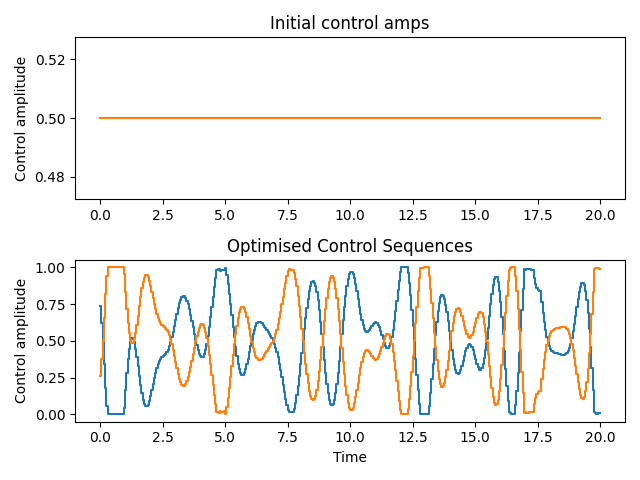 Initial control amps
Control amplitude
0.52
0.50
0.48
0.0 2.5 5.0 7.5 10.0 12.5 15.0 17.5 20.0
Optimised Control Sequences
Control amplitude
1.00
0.75
0.50
0.25
0.00
0.0 2.5 5.0 7.5 10.0 12.5 15.0 17.5 20.0
Time